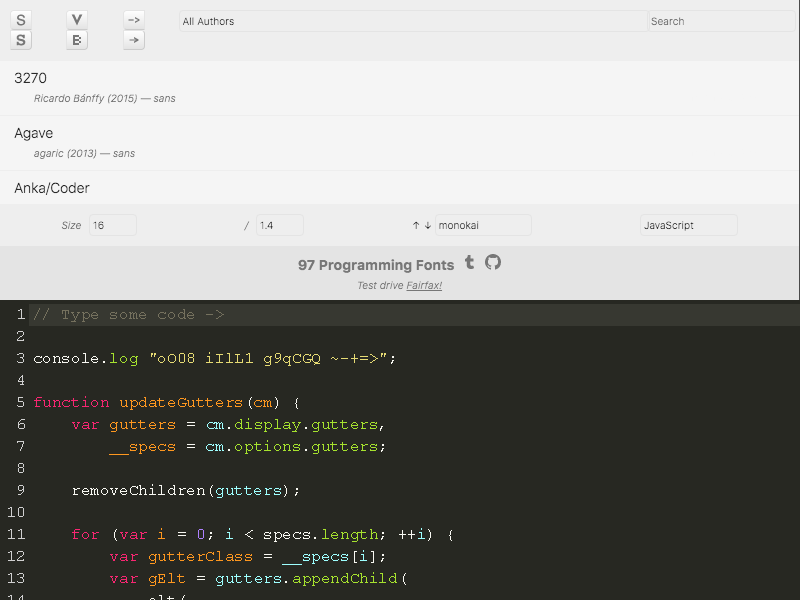 S V ->
S B →
All Authors Search
3270
Ricardo Bánffy (2015) — sans
Agave
agaric (2013) — sans
Anka/Coder
Size 16 / 1.4 ↑ ↓ monokai JavaScript
97 Programming Fonts
Test drive Fairfax!
1 // Type some code ->
2
3 console.log "oO08 iIlL1 g9qCGQ ~-+=>";
4
5 function updateGutters(cm) {
6 var gutters = cm.display.gutters,
7 __specs = cm.options.gutters;
8
9 removeChildren(gutters);
10
11 for (var i = 0; i < specs.length; ++i) {
12 var gutterClass = __specs[i];
13 var gElt = gutters.appendChild(
14 elt(